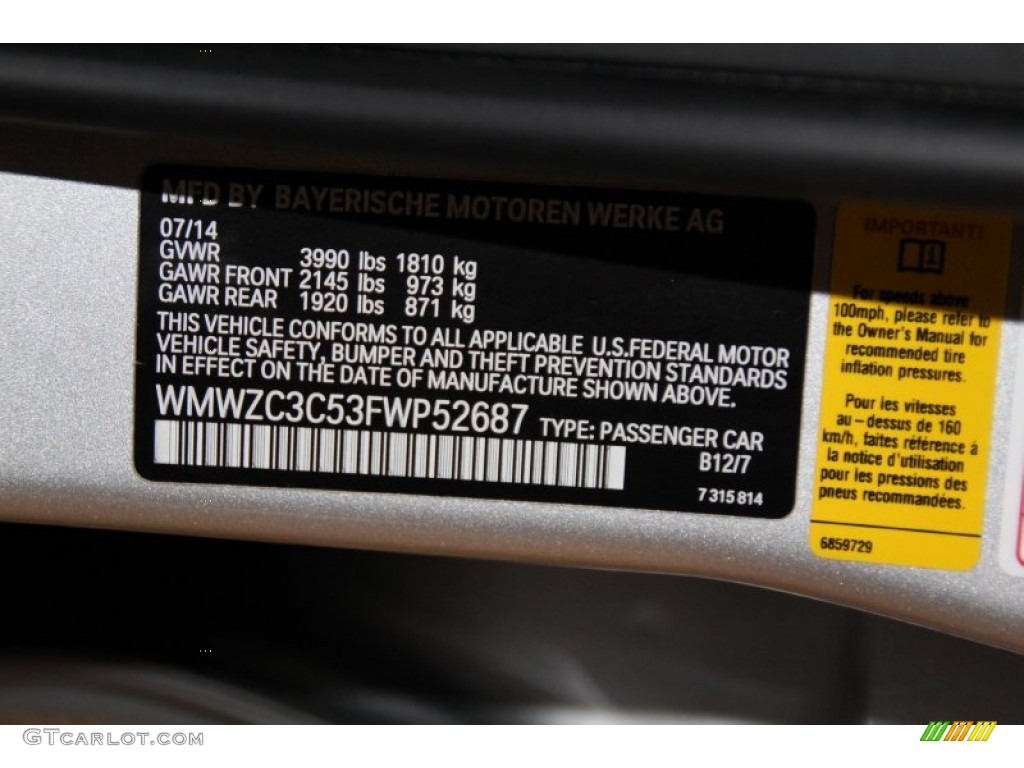 MFD BY BAYERISCHE MOTOREN WERKE AG
07/14
GVWR 3990 lbs 1810 kg
GAWR FRONT 2145 lbs 973 kg
GAWR REAR 1920 lbs 871 kg
THIS VEHICLE CONFORMS TO ALL APPLICABLE U.S.FEDERAL MOTOR
VEHICLE SAFETY, BUMPER AND THEFT PREVENTION STANDARDS
IN EFFECT ON THE DATE OF MANUFACTURE SHOWN ABOVE.
WMWZC3C53FWP52687 TYPE: PASSENGER CAR
B12/7
7 315 814
IMPORTANT!
For speeds above
100mph, please refer to
the Owner's Manual for
recommended tire
inflation pressures.
Pour les vitesses
au - dessus de 160
km/h, faites référence à
la notice d'utilisation
pour les pressions des
pneus recommandées.
6859729
GTcarlot.com